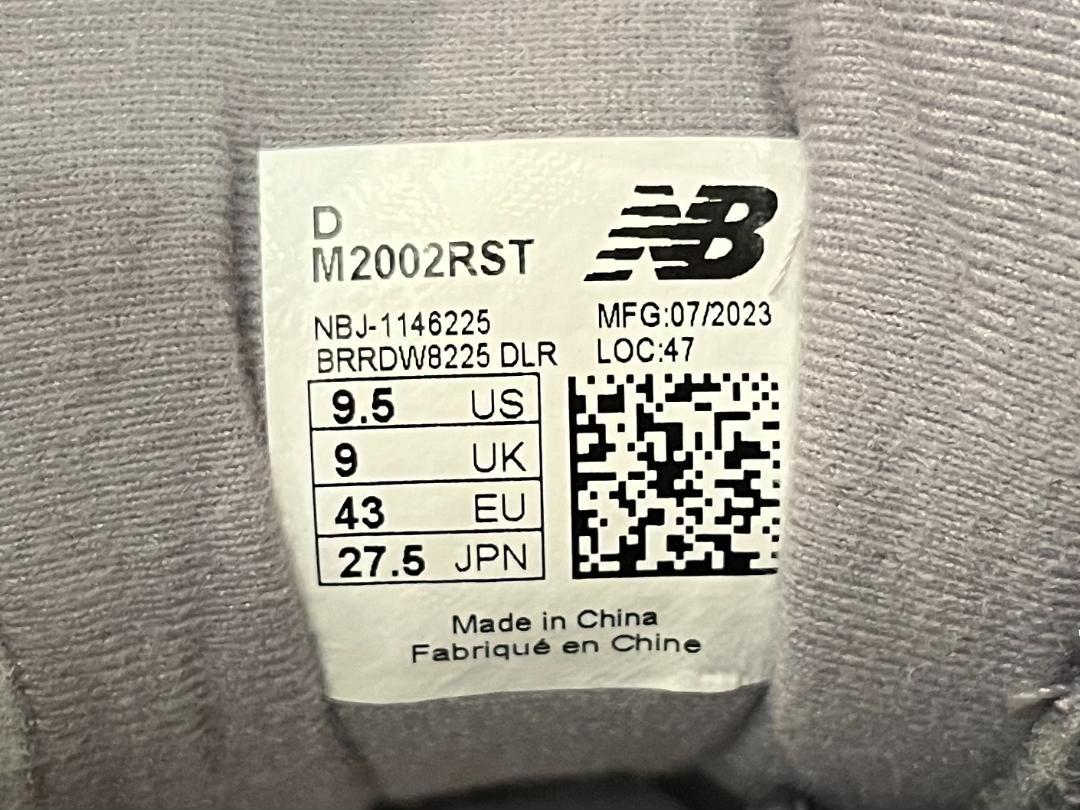 D
M2002RST
NB
NBJ-1146225
MFG:07/2023
BRRDW8225 DLR
LOC:47
9.5 US
9 UK
43 EU
27.5 JPN
Made in China
Fabriqué en Chine